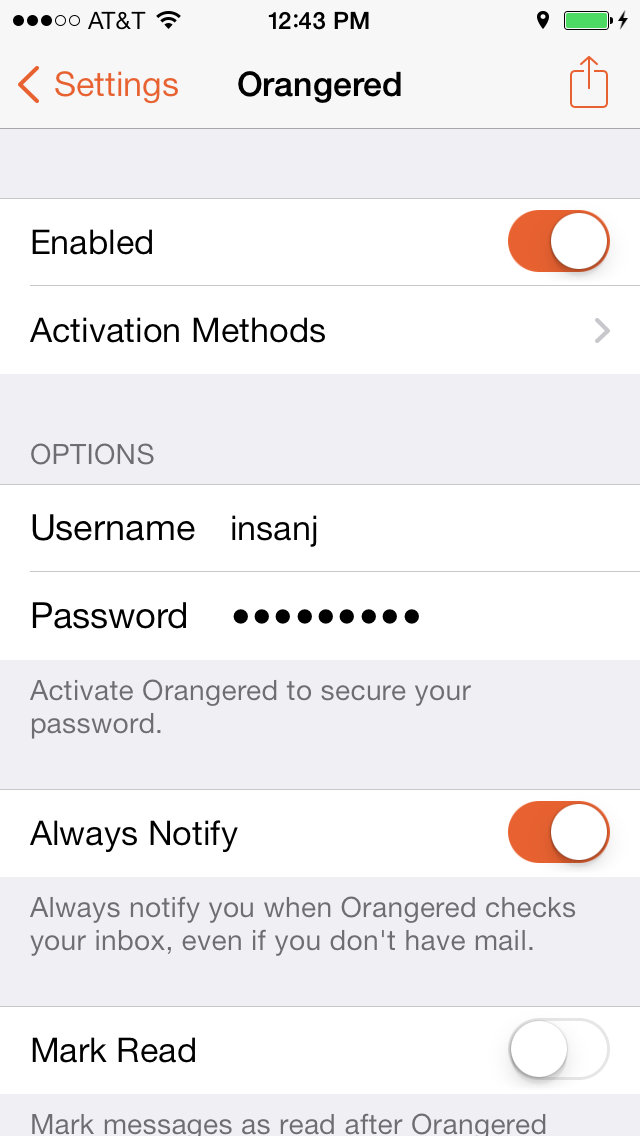 AT&T 12:43 PM
Settings Orangered
Enabled
Activation Methods
OPTIONS
Username insanj
Password •••••••••
Activate Orangered to secure your
password.
Always Notify
Always notify you when Orangered checks
your inbox, even if you don't have mail.
Mark Read
Mark messages as read after Orangered